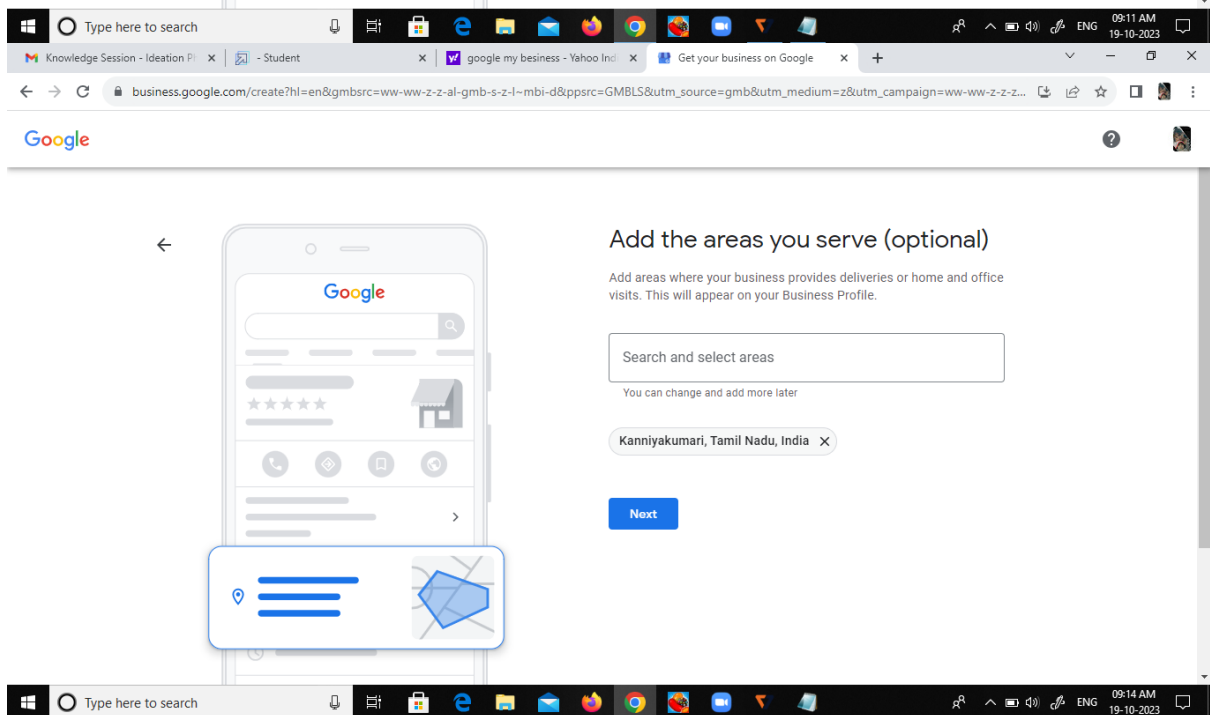 Type here to search
ENG
09:11 AM
19-10-2023
Knowledge Session - Ideation Ph
- Student
google my besiness - Yahoo Indi
Get your business on Google
business.google.com/create?hl=en&gmbsrc=ww-ww-z-z-al-gmb-s-z-l~mbi-d&ppsrc=GMBLS&utm_source=gmb&utm_medium=z&utm_campaign=ww-ww-z-z-z...
Google
Add the areas you serve (optional)
Add areas where your business provides deliveries or home and office
visits. This will appear on your Business Profile.
Google
Search and select areas
You can change and add more later
Kanniyakumari, Tamil Nadu, India
Next
Type here to search
ENG
09:14 AM
19-10-2023